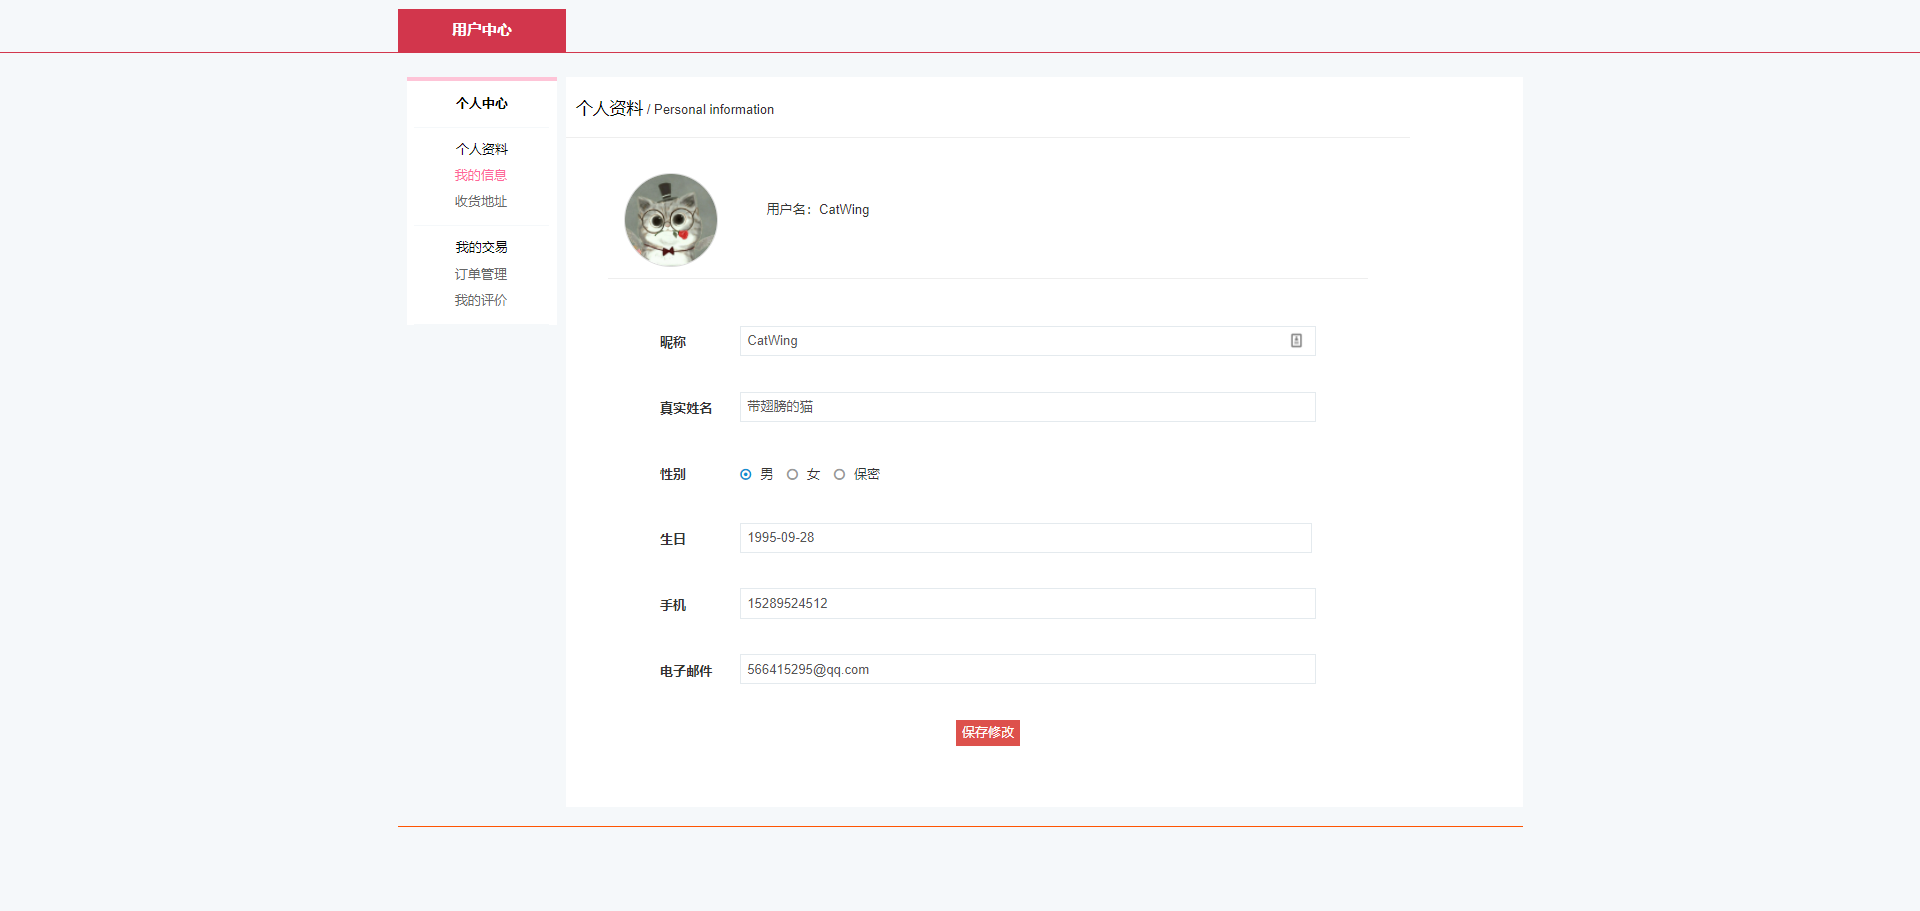 用户中心
个人中心
个人资料
我的信息
收货地址
我的交易
订单管理
我的评价
个人资料 / Personal information
用户名：CatWing
昵称 CatWing
真实姓名 带翅膀的猫
性别 男 女 保密
生日 1995-09-28
手机 15289524512
电子邮件 566415295@qq.com
保存修改